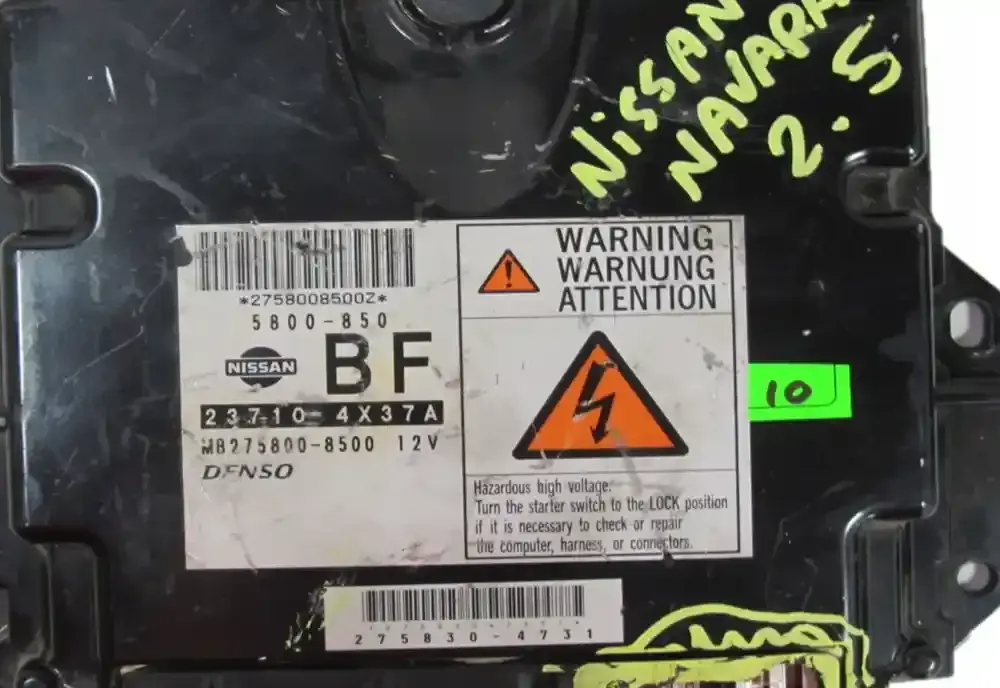 NISSAN
NAVARA
2.5
*2758008500Z*
5800-850
NISSAN
BF
23710-4X37A
MB275800-8500 12V
DENSO
WARNING
WARNUNG
ATTENTION
Hazardous high voltage.
Turn the starter switch to the LOCK position
if it is necessary to check or repair
the computer, harness, or connectors.
10
275830-4731